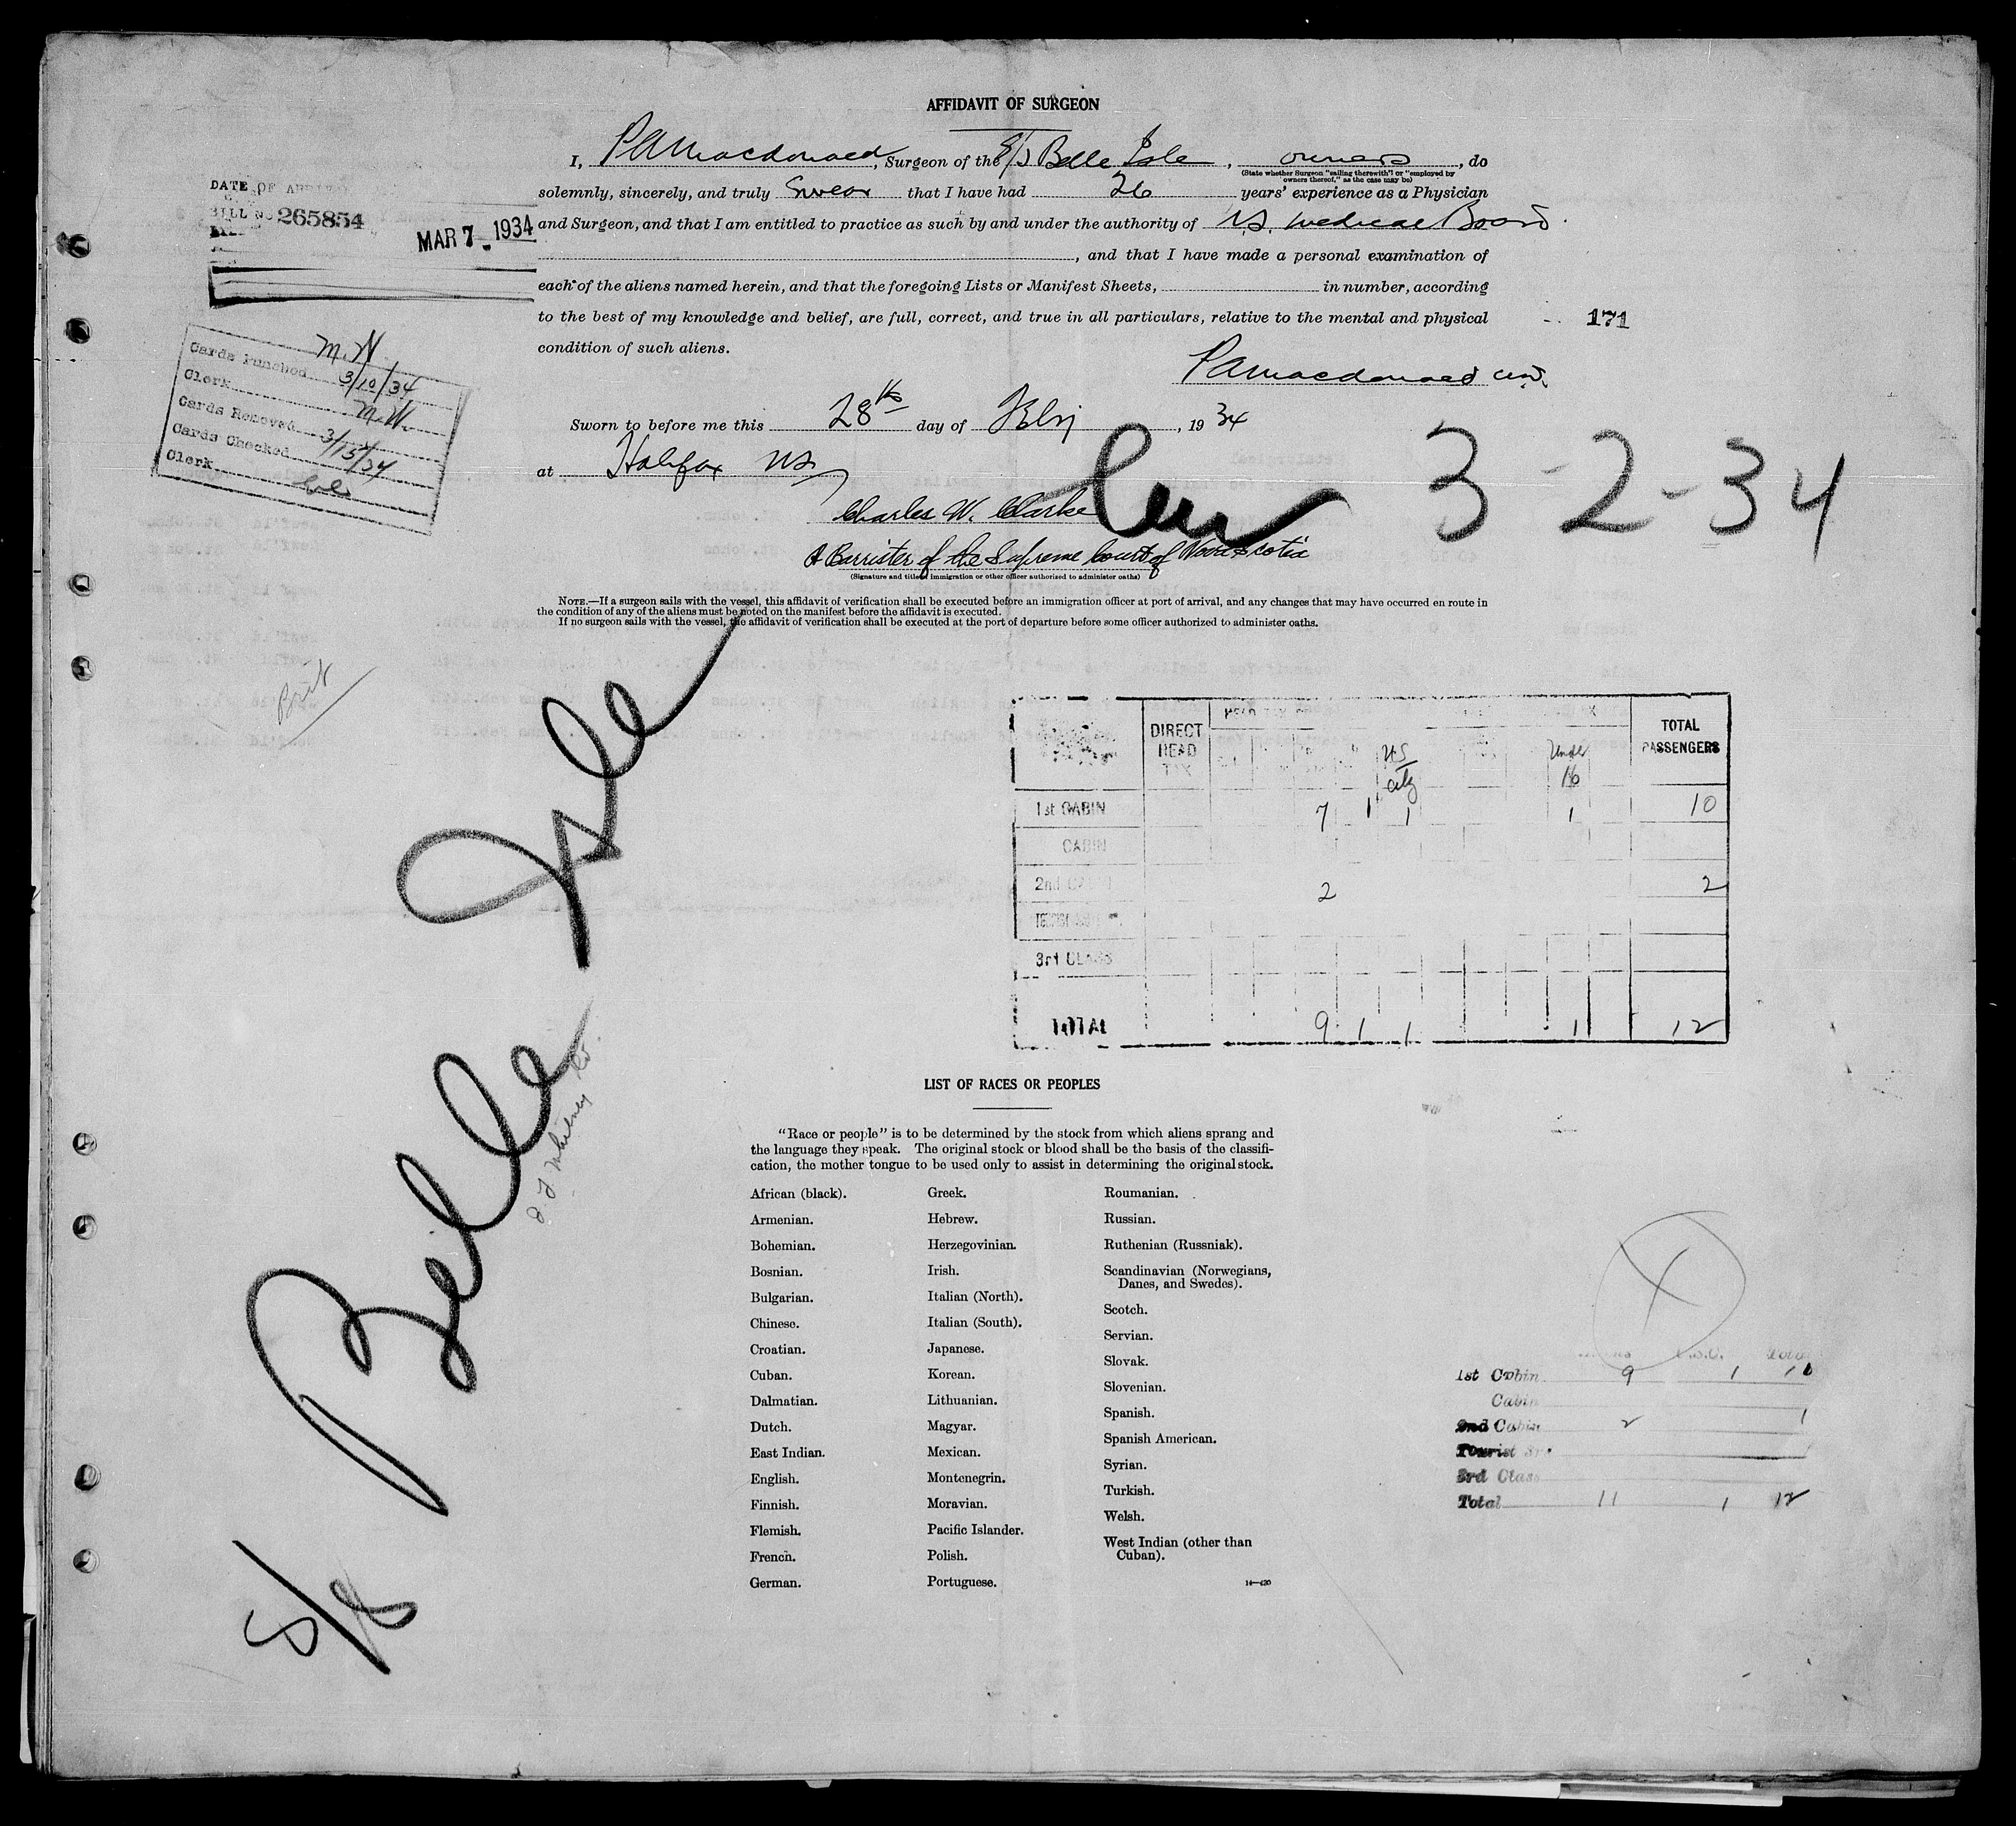 AFFIDAVIT OF SURGEON
I, P A Macdonald, Surgeon of the S/S Belle Isle, owners, do
(State whether Surgeon "sailing therewith" or "employed by
owners thereof," as the case may be)
solemnly, sincerely, and truly Swear that I have had 26 years' experience as a Physician
and Surgeon, and that I am entitled to practice as such by and under the authority of N.S. Medical Board.
, and that I have made a personal examination of
each of the aliens named herein, and that the foregoing Lists or Manifest Sheets, in number, according
to the best of my knowledge and belief, are full, correct, and true in all particulars, relative to the mental and physical
condition of such aliens.
P A Macdonald M.D.
Sworn to before me this 28th day of Feby, 19 34
at Halifax NS
Charles W. Clarke
A Barrister of the Supreme Court of Nova Scotia
(Signature and title of immigration or other officer authorized to administer oaths)
NOTE.—If a surgeon sails with the vessel, this affidavit of verification shall be executed before an immigration officer at port of arrival, and any changes that may have occurred en route in
the condition of any of the aliens must be noted on the manifest before the affidavit is executed.
If no surgeon sails with the vessel, the affidavit of verification shall be executed at the port of departure before some officer authorized to administer oaths.
DATE OF
BILL No 265854
MAR 7 - 1934
171
M.W.
Cards Punched 3/10/34
Clerk M.W.
Cards Removed
Cards Checked 3/15/34
Clerk
3-2-34
Brit
S/S Belle Isle
DIRECT HEAD TAX
TOTAL PASSENGERS
US
city
Under
16
1st CABIN 7 1 1 1 10
CABIN
2nd CABIN 2 2
3rd CLASS
TOTAL 9 1 1 1 12
LIST OF RACES OR PEOPLES
"Race or people" is to be determined by the stock from which aliens sprang and
the language they speak. The original stock or blood shall be the basis of the classifi-
cation, the mother tongue to be used only to assist in determining the original stock.
African (black).
Armenian.
Bohemian.
Bosnian.
Bulgarian.
Chinese.
Croatian.
Cuban.
Dalmatian.
Dutch.
East Indian.
English.
Finnish.
Flemish.
French.
German.
Greek.
Hebrew.
Herzegovinian.
Irish.
Italian (North).
Italian (South).
Japanese.
Korean.
Lithuanian.
Magyar.
Mexican.
Montenegrin.
Moravian.
Pacific Islander.
Polish.
Portuguese.
Roumanian.
Russian.
Ruthenian (Russniak).
Scandinavian (Norwegians,
Danes, and Swedes).
Scotch.
Servian.
Slovak.
Slovenian.
Spanish.
Spanish American.
Syrian.
Turkish.
Welsh.
West Indian (other than
Cuban).
14—430
X
1st Cabin 9 1 10
Cabin
2nd Cabin 2
Tourist
3rd Class
Total 11 1 12